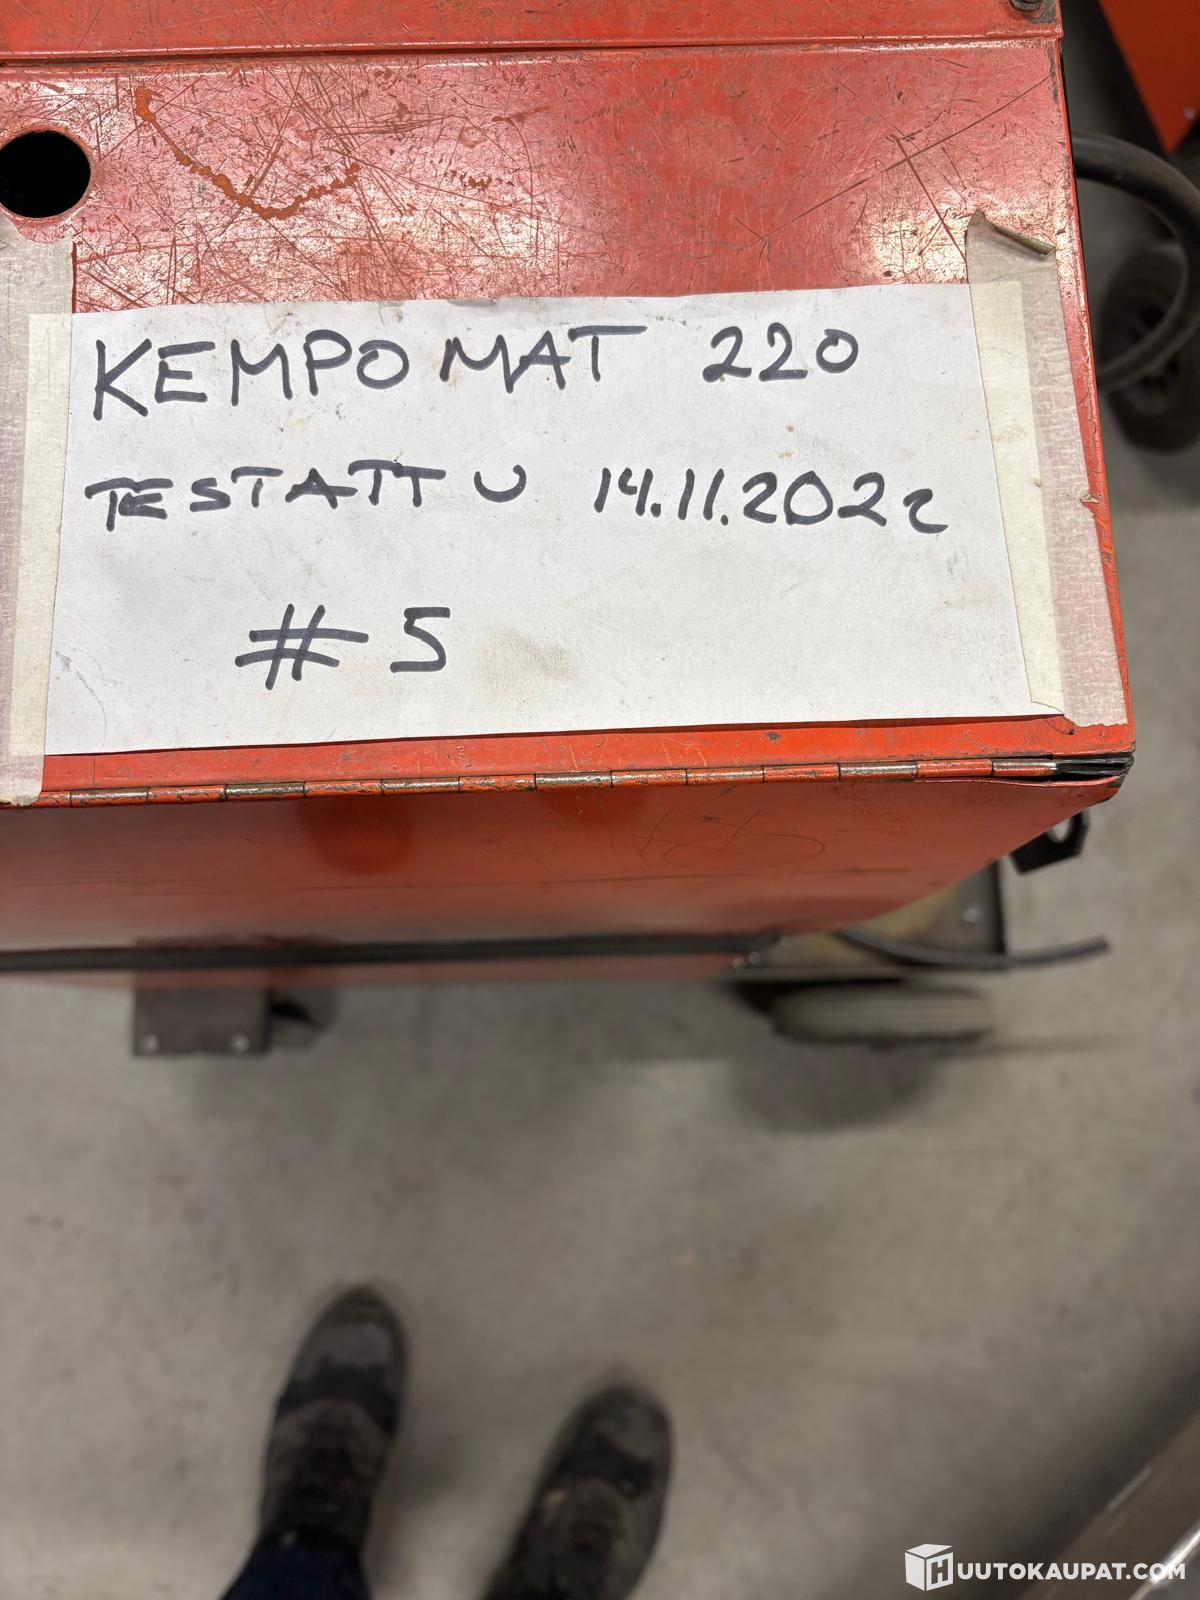 KEMPOMAT 220
TESTATTU 14.11.2022
# 5
HUUTOKAUPAT.COM